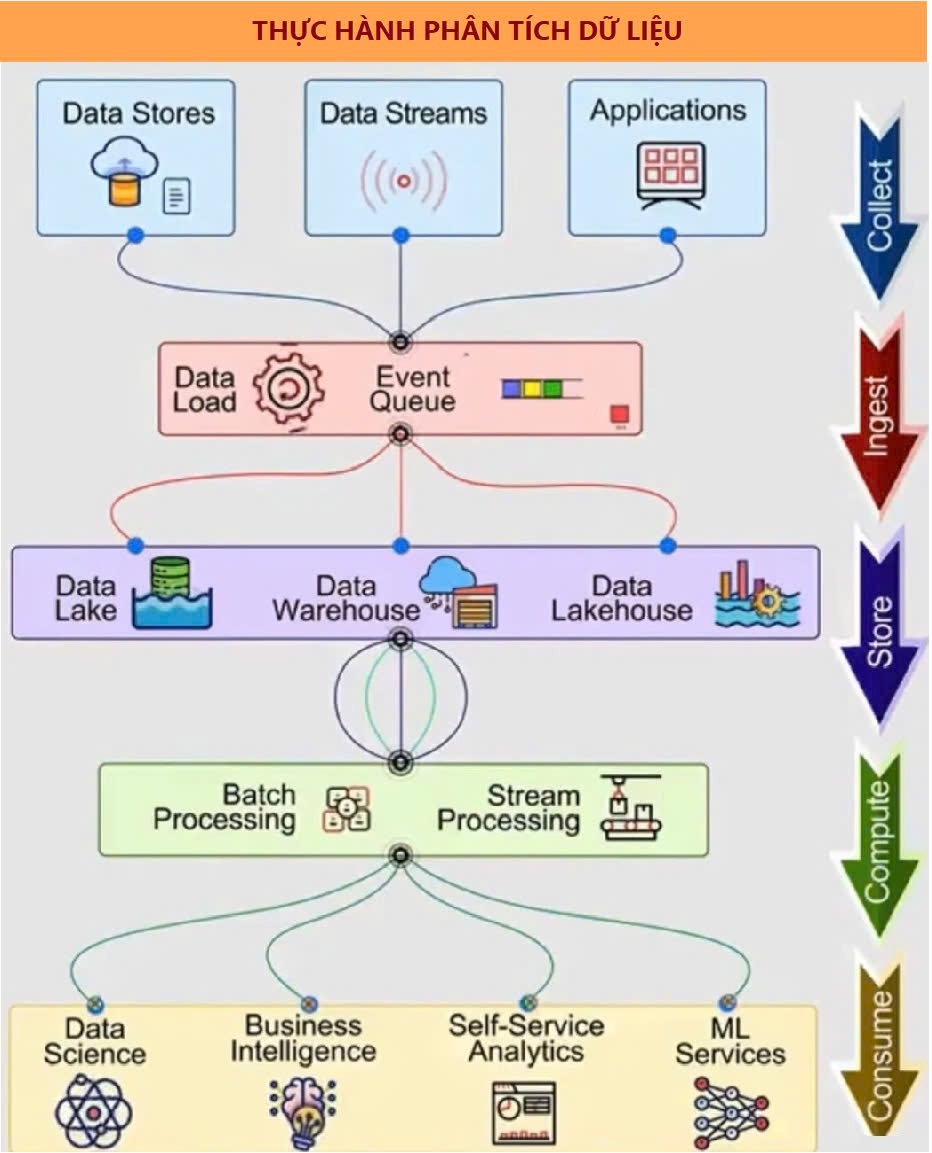 THỰC HÀNH PHÂN TÍCH DỮ LIỆU
Data Stores
Data Streams
Applications
Collect
Data
Load
Event
Queue
Ingest
Data
Lake
Data
Warehouse
Data
Lakehouse
Store
Batch
Processing
Stream
Processing
Compute
Data
Science
Business
Intelligence
Self-Service
Analytics
ML
Services
Consume